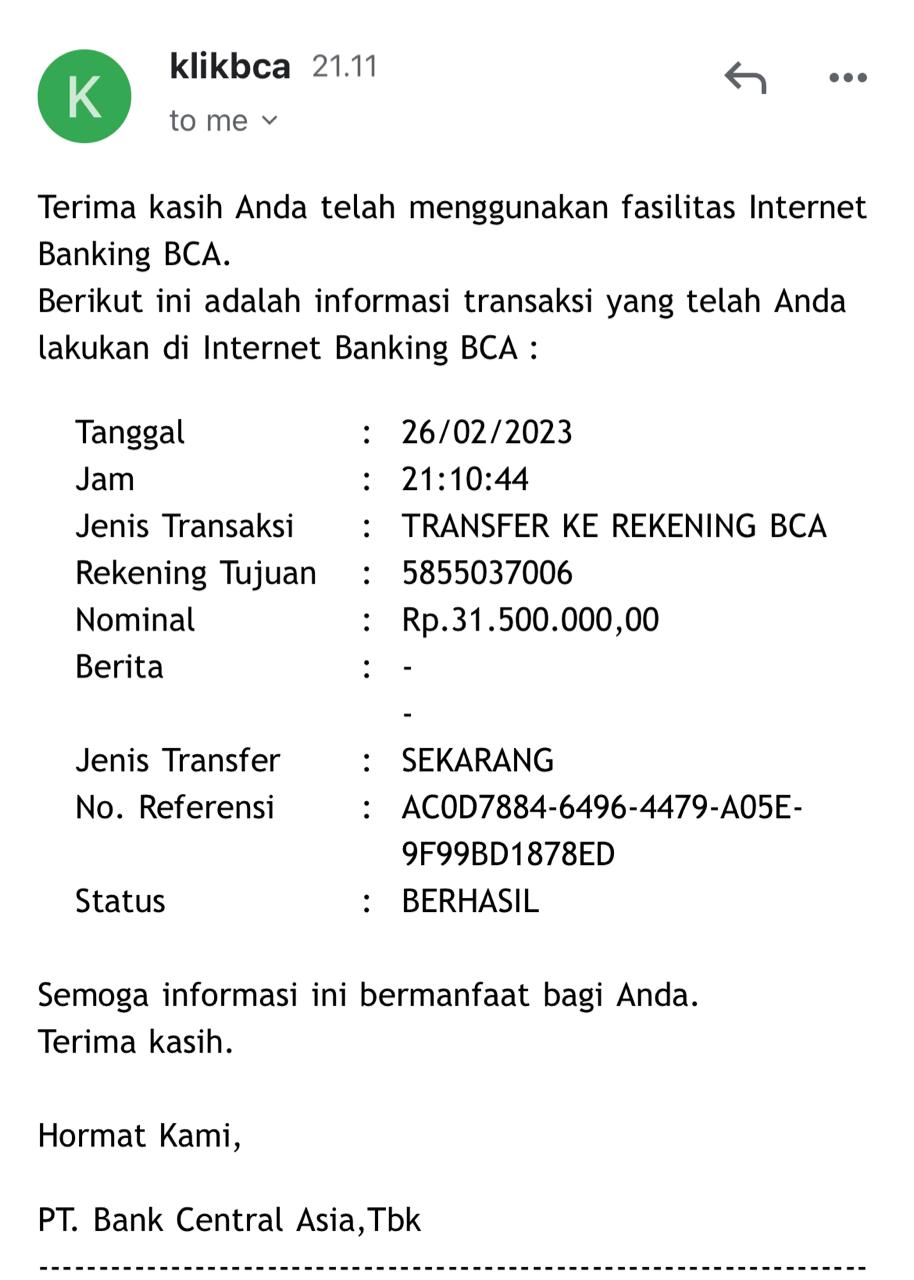 K
klikbca 21.11
to me
Terima kasih Anda telah menggunakan fasilitas Internet
Banking BCA.
Berikut ini adalah informasi transaksi yang telah Anda
lakukan di Internet Banking BCA :
Tanggal : 26/02/2023
Jam : 21:10:44
Jenis Transaksi : TRANSFER KE REKENING BCA
Rekening Tujuan : 5855037006
Nominal : Rp.31.500.000,00
Berita : -
-
Jenis Transfer : SEKARANG
No. Referensi : AC0D7884-6496-4479-A05E-
9F99BD1878ED
Status : BERHASIL
Semoga informasi ini bermanfaat bagi Anda.
Terima kasih.
Hormat Kami,
PT. Bank Central Asia,Tbk
----------------------------------------------------------------------